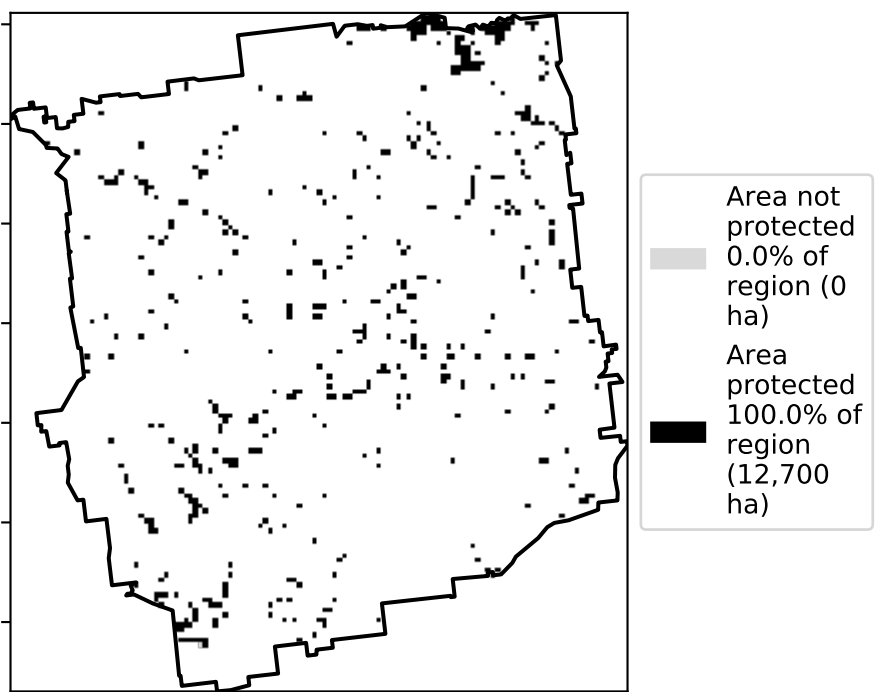 Area not
protected
0.0% of
region (0
ha)
Area
protected
100.0% of
region
(12,700
ha)